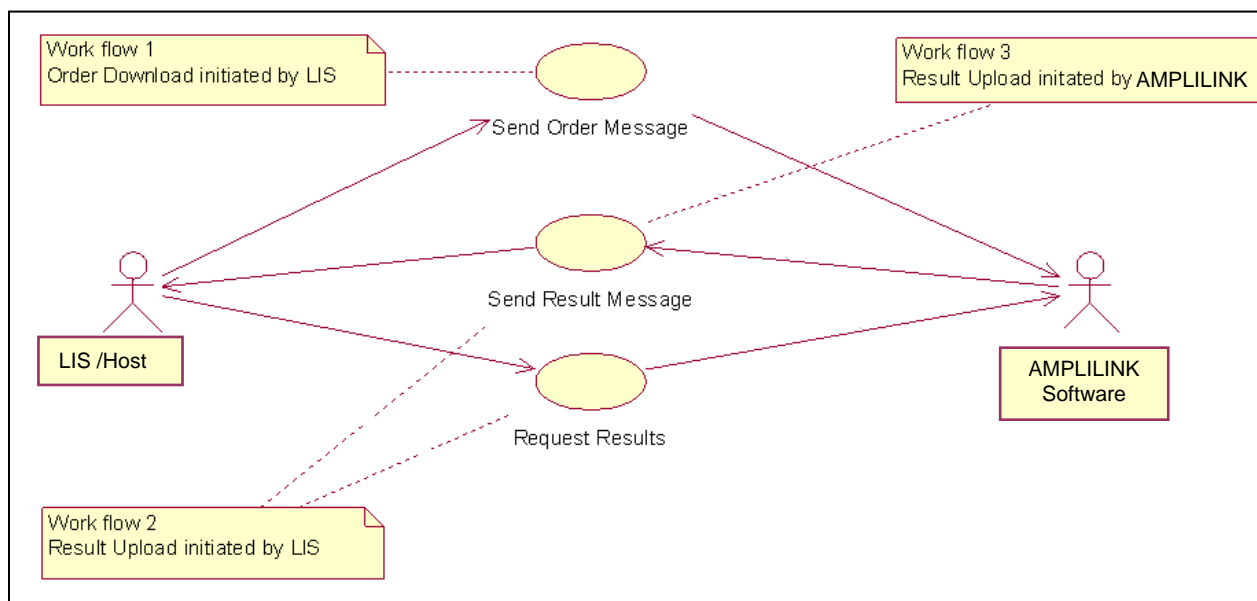 Work flow 1
Order Download initiated by LIS
Work flow 3
Result Upload initated by AMPLILINK
Send Order Message
Send Result Message
LIS /Host
AMPLILINK
Software
Request Results
Work flow 2
Result Upload initiated by LIS